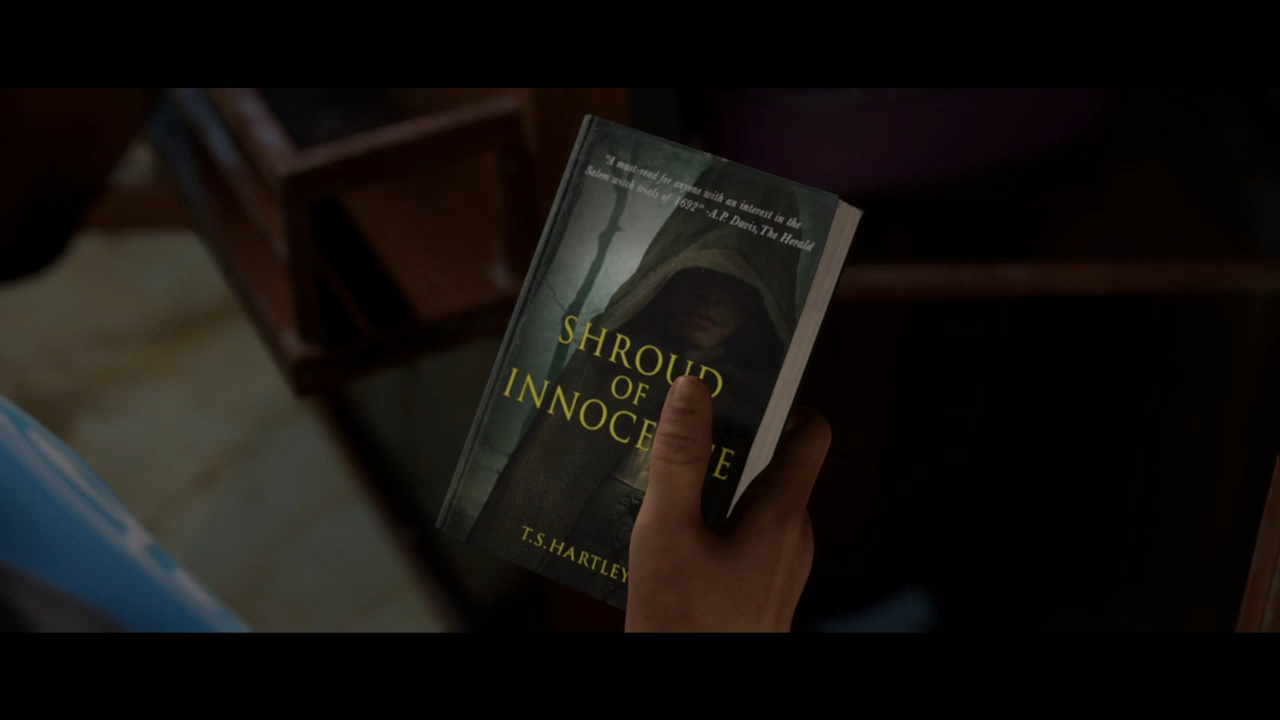 "A must-read for anyone with an interest in the
Salem witch trials of 1692" -A.P. Davis, The Herald
SHROUD
OF
INNOCE
T.S.HARTLEY